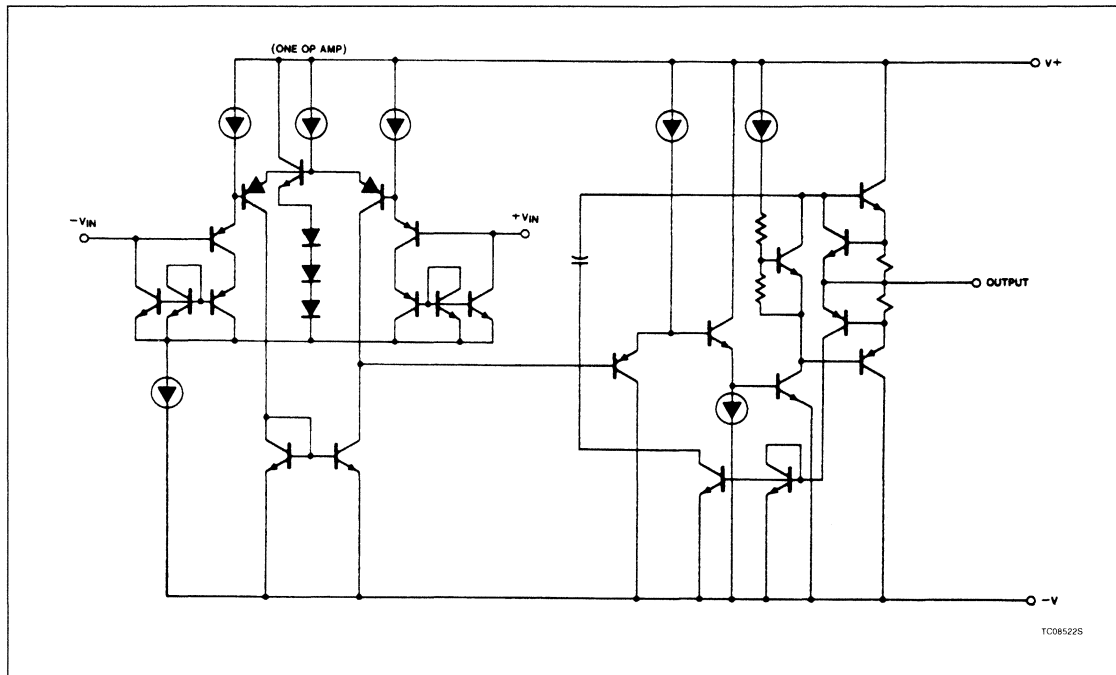 (ONE OP AMP)
V+
−VIN
+VIN
OUTPUT
−V
TC08522S